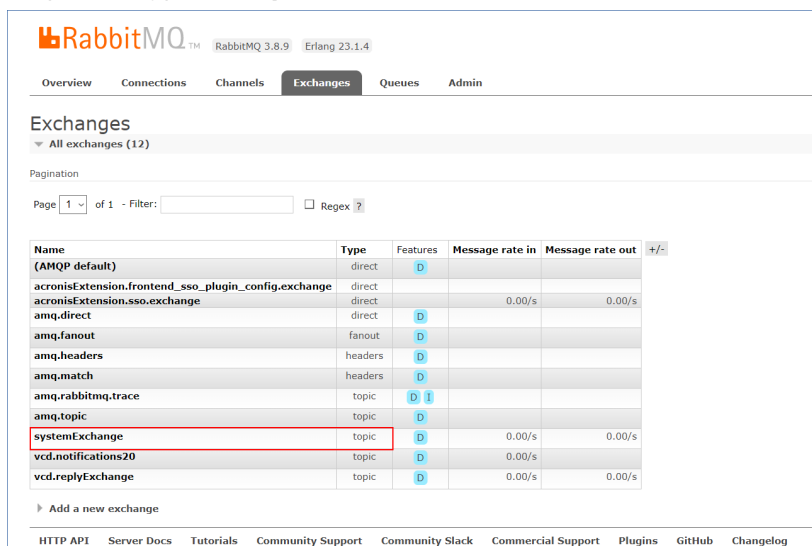 RabbitMQ TM RabbitMQ 3.8.9 Erlang 23.1.4
Overview Connections Channels Exchanges Queues Admin
Exchanges
All exchanges (12)
Pagination
Page 1 of 1 - Filter: Regex ?
Name Type Features Message rate in Message rate out +/-
(AMQP default) direct D
acronisExtension.frontend_sso_plugin_config.exchange direct
acronisExtension.sso.exchange direct 0.00/s 0.00/s
amq.direct direct D
amq.fanout fanout D
amq.headers headers D
amq.match headers D
amq.rabbitmq.trace topic D I
amq.topic topic D
systemExchange topic D 0.00/s 0.00/s
vcd.notifications20 topic D 0.00/s
vcd.replyExchange topic D 0.00/s 0.00/s
Add a new exchange
HTTP API Server Docs Tutorials Community Support Community Slack Commercial Support Plugins GitHub Changelog